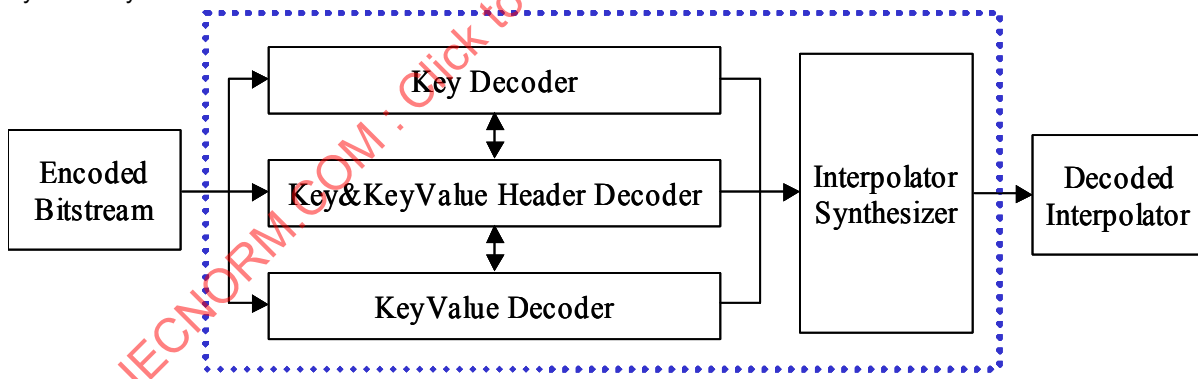 Key Decoder
Encoded
Bitstream
Key&KeyValue Header Decoder
KeyValue Decoder
Interpolator
Synthesizer
Decoded
Interpolator
IECNORM.COM : Click to